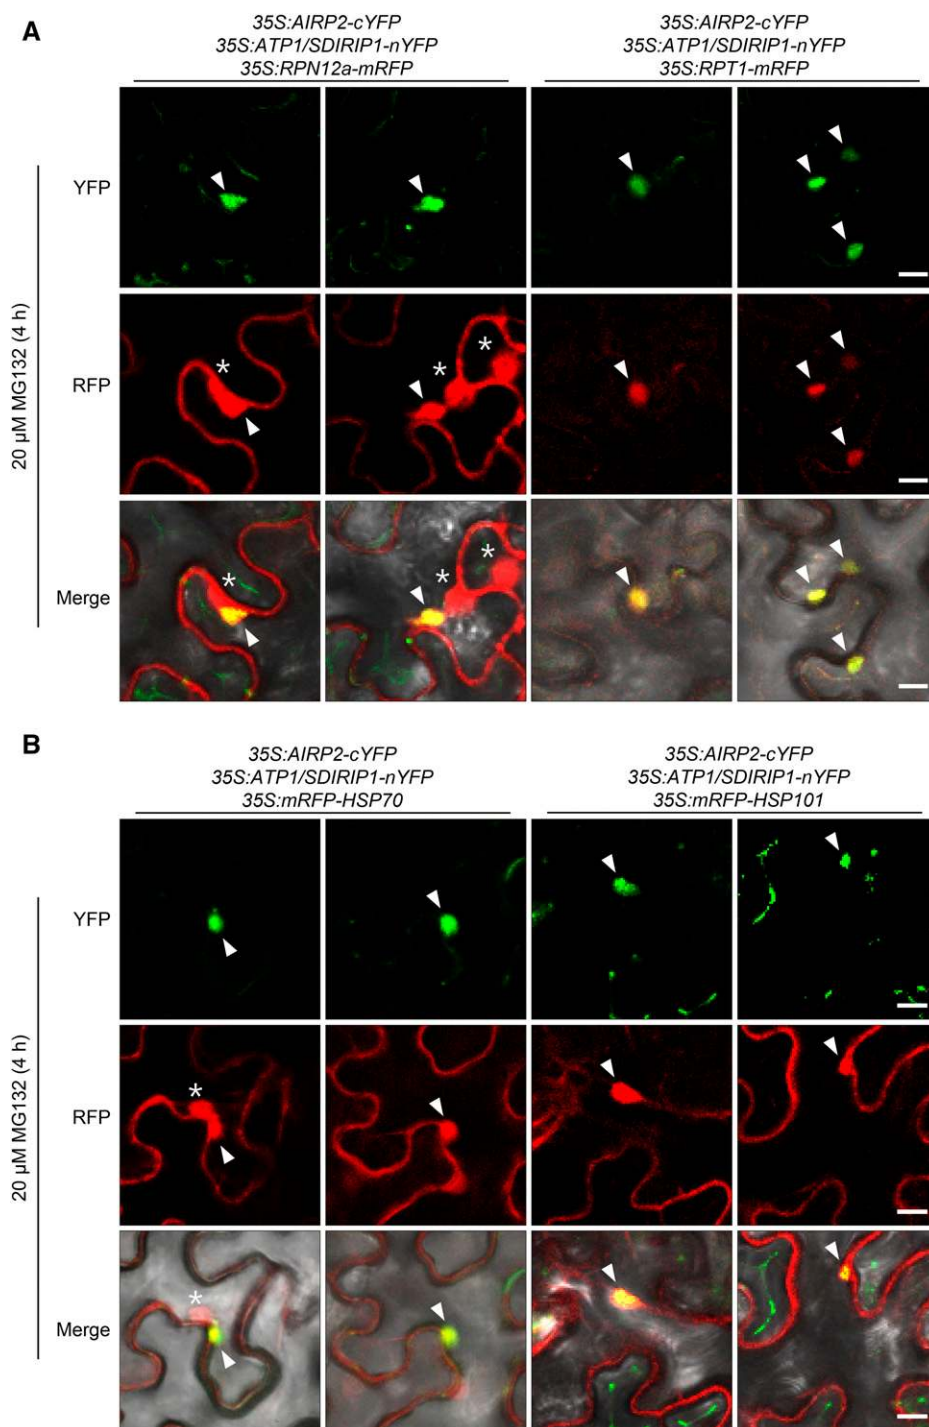 A
35S:AIRP2-cYFP
35S:ATP1/SDIRIP1-nYFP
35S:RPN12a-mRFP
35S:AIRP2-cYFP
35S:ATP1/SDIRIP1-nYFP
35S:RPT1-mRFP
20 µM MG132 (4 h)
YFP
RFP
*
*
*
Merge
*
*
*
B
35S:AIRP2-cYFP
35S:ATP1/SDIRIP1-nYFP
35S:mRFP-HSP70
35S:AIRP2-cYFP
35S:ATP1/SDIRIP1-nYFP
35S:mRFP-HSP101
20 µM MG132 (4 h)
YFP
RFP
*
Merge
*